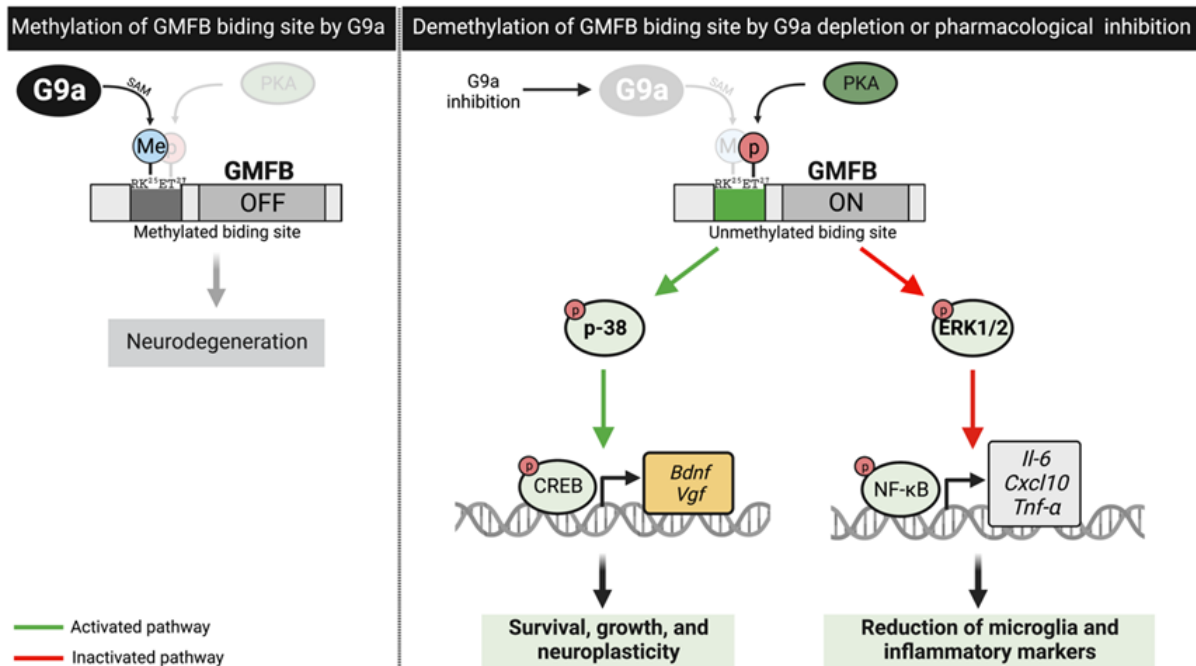 Methylation of GMFB biding site by G9a
G9a
SAM
PKA
Me
p
RK²⁵ET²⁷
GMFB
OFF
Methylated biding site
Neurodegeneration
Activated pathway
Inactivated pathway
Demethylation of GMFB biding site by G9a depletion or pharmacological inhibition
G9a
inhibition
G9a
SAM
PKA
M
p
RK²⁵ET²⁷
GMFB
ON
Unmethylated biding site
p
p-38
p
ERK1/2
p
CREB
Bdnf
Vgf
p
NF-κB
Il-6
Cxcl10
Tnf-α
Survival, growth, and
neuroplasticity
Reduction of microglia and
inflammatory markers